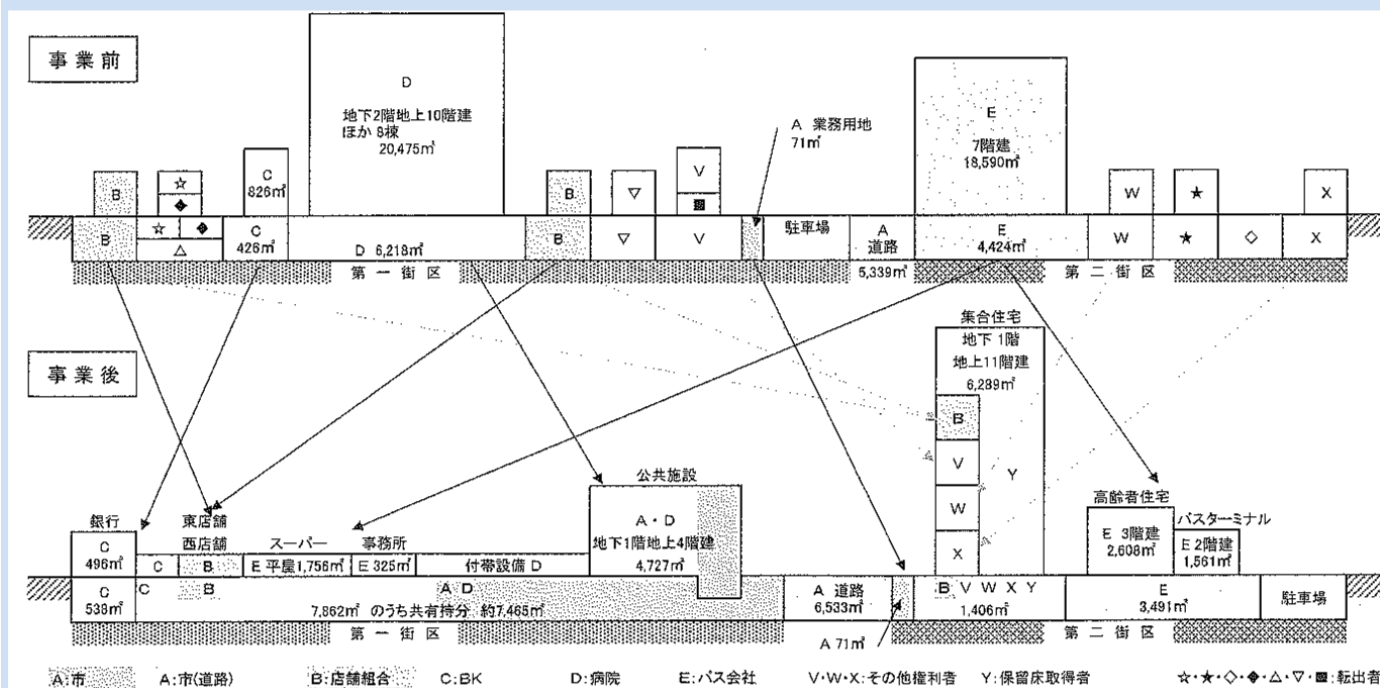 事業前
D
地下2階地上10階建
ほか 8棟
20,475㎡
A 業務用地
71㎡
E
7階建
18,590㎡
B
☆
◆
C
826㎡
B
▽
V
■
W
★
X
B
☆
◆
△
C
426㎡
D 6,218㎡
B
▽
V
駐車場
A
道路
5,339㎡
E
4,424㎡
W
★
◇
X
第一街区
第二街区
事業後
集合住宅
地下 1階
地上11階建
6,289㎡
B
V
W
X
Y
公共施設
A・D
地下1階地上4階建
4,727㎡
高齢者住宅
E 3階建
2,608㎡
バスターミナル
E 2階建
1,561㎡
銀行
C
496㎡
東店舗
西店舗
C
B
スーパー
E 平屋1,756㎡
事務所
E 325㎡
付帯設備 D
C
538㎡
C
B
A D
7,862㎡ のうち共有持分 約7,465㎡
A 道路
6,533㎡
A 71㎡
B V W X Y
1,406㎡
E
3,491㎡
駐車場
第一街区
第二街区
A:市
A:市(道路)
B:店舗組合
C:BK
D:病院
E:バス会社
V・W・X:その他権利者
Y:保留床取得者
☆・★・◇・◆・△・▽・■:転出者